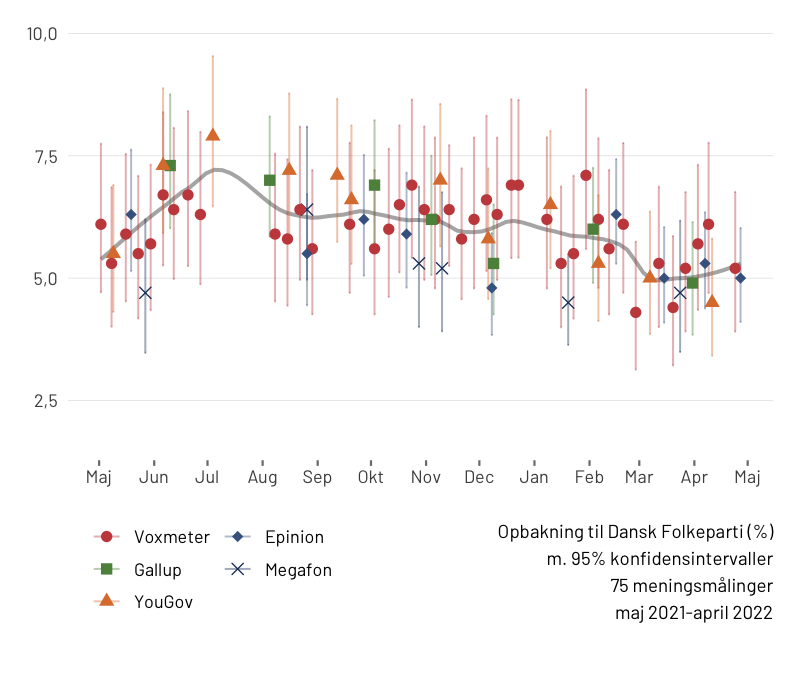 10,0
7,5
5,0
2,5
Maj Jun Jul Aug Sep Okt Nov Dec Jan Feb Mar Apr Maj
Voxmeter Epinion
Gallup Megafon
YouGov
Opbakning til Dansk Folkeparti (%)
m. 95% konfidensintervaller
75 meningsmålinger
maj 2021-april 2022